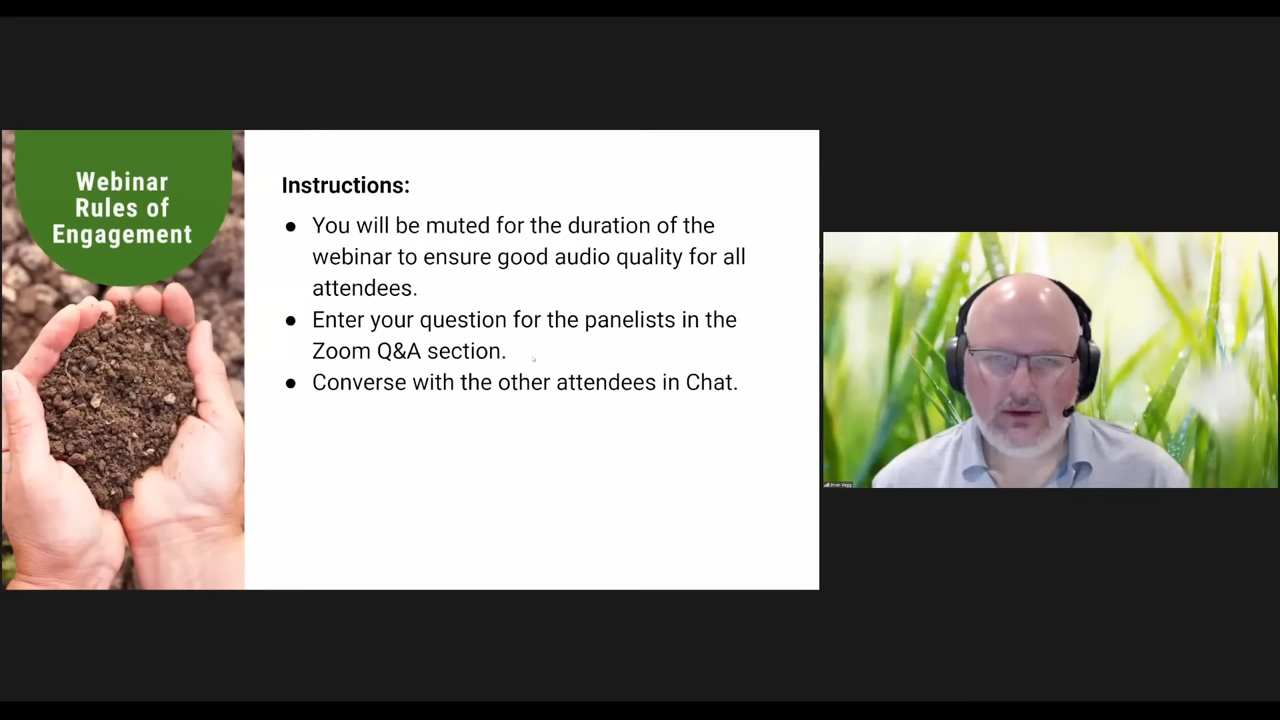 Webinar
Rules of
Engagement
Instructions:
● You will be muted for the duration of the
webinar to ensure good audio quality for all
attendees.
● Enter your question for the panelists in the
Zoom Q&A section.
● Converse with the other attendees in Chat.